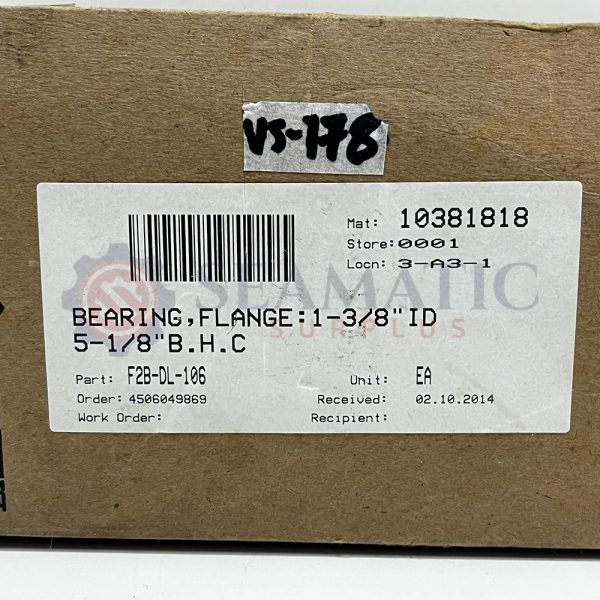 VS-178
Mat: 10381818
Store:0001
Locn: 3-A3-1
SEAMATIC
SURPLUS
BEARING,FLANGE:1-3/8"ID
5-1/8"B.H.C
Part: F2B-DL-106 Unit: EA
Order: 4506049869 Received: 02.10.2014
Work Order: Recipient: